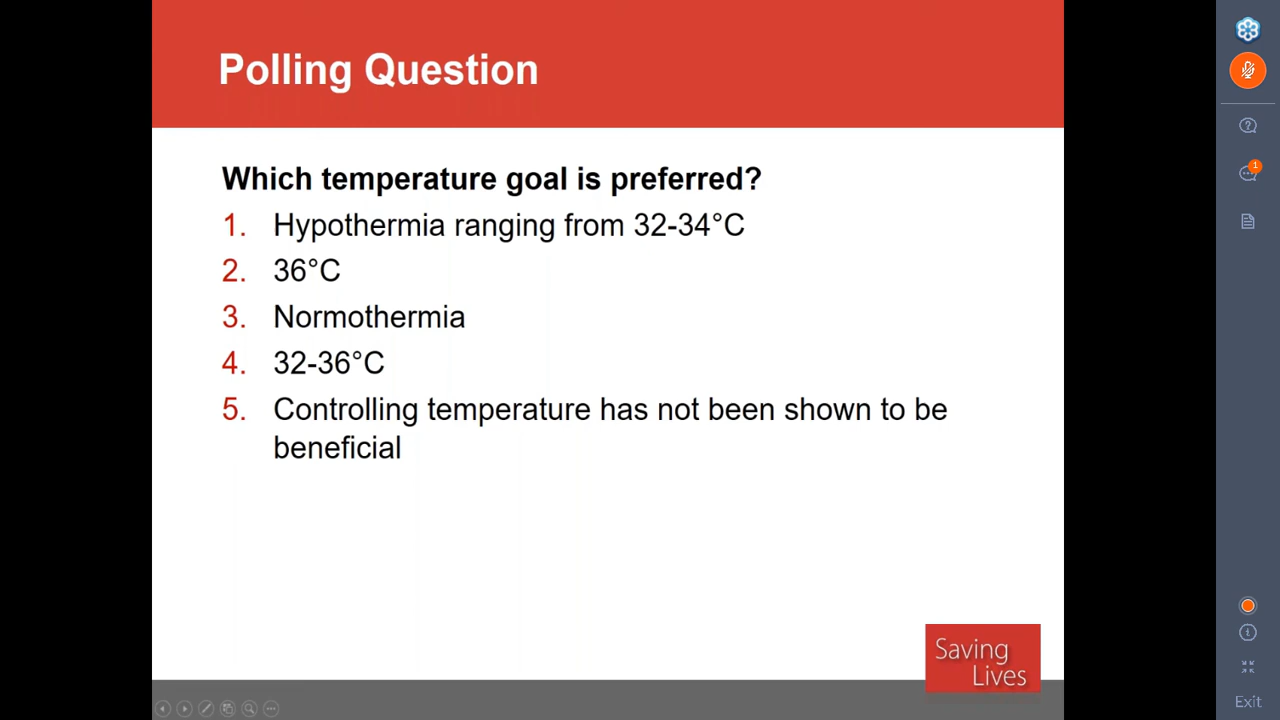 Polling Question
Which temperature goal is preferred?
1. Hypothermia ranging from 32-34°C
2. 36°C
3. Normothermia
4. 32-36°C
5. Controlling temperature has not been shown to be
beneficial
Saving
Lives
1
Exit